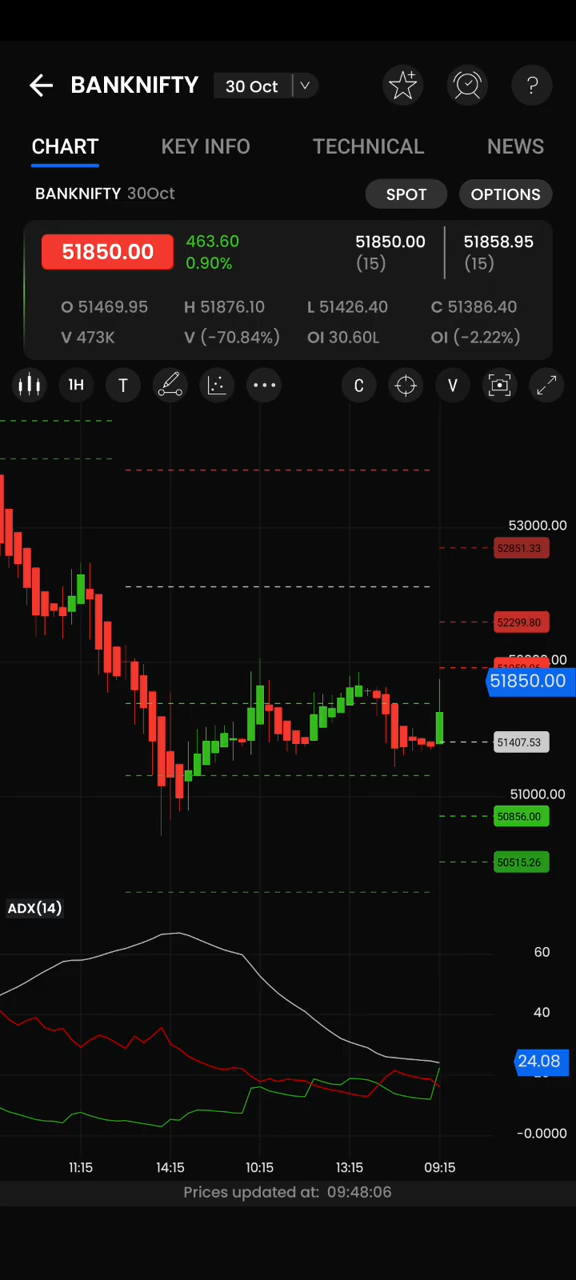 BANKNIFTY 30 Oct
CHART KEY INFO TECHNICAL NEWS
BANKNIFTY 30Oct SPOT OPTIONS
51850.00 463.60 0.90% 51850.00 (15) 51858.95 (15)
O 51469.95 H 51876.10 L 51426.40 C 51386.40
V 473K V (-70.84%) OI 30.60L OI (-2.22%)
1H T C V
53000.00
52851.33
52299.80
51850.00
51407.53
51000.00
50856.00
50515.26
ADX(14)
60
40
24.08
-0.0000
11:15 14:15 10:15 13:15 09:15
Prices updated at: 09:48:06